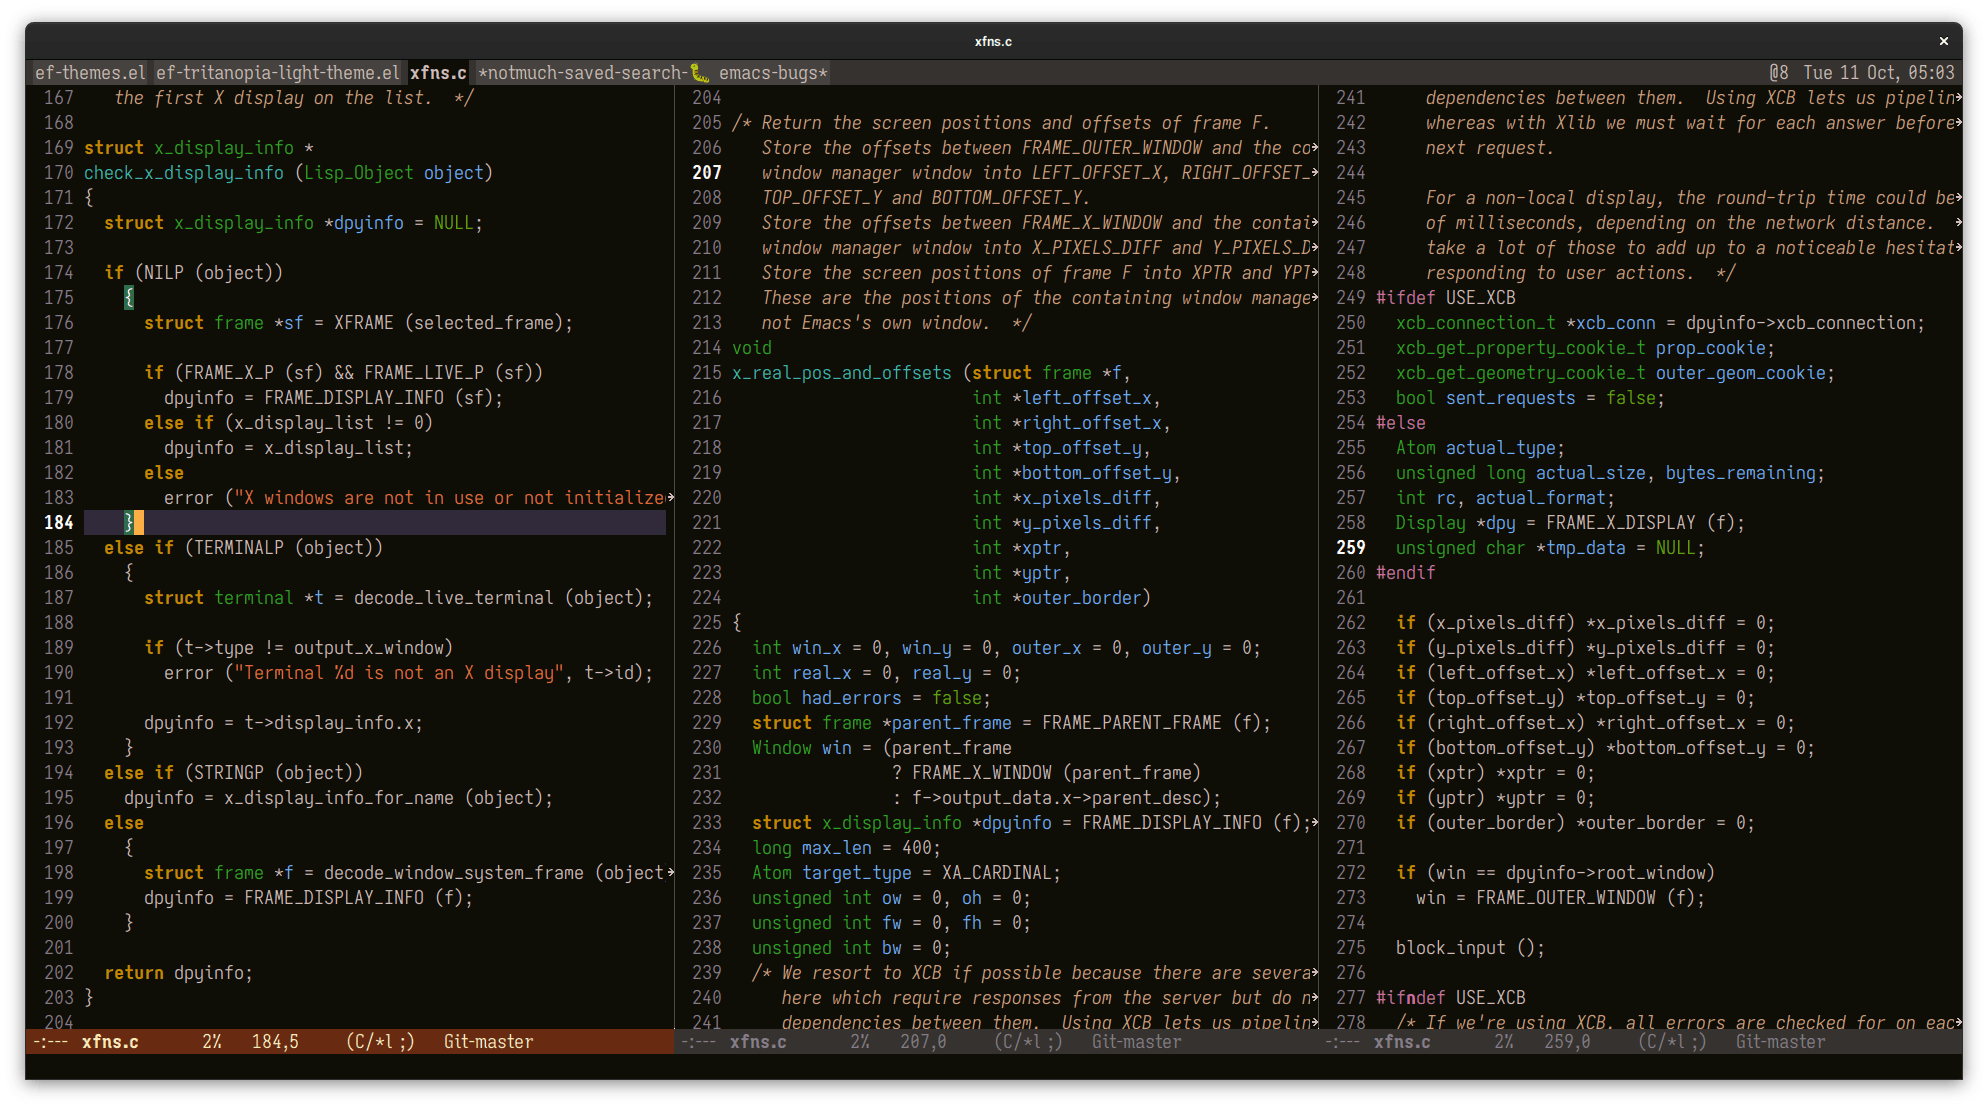 xfns.c ×
ef-themes.el ef-tritanopia-light-theme.el xfns.c *notmuch-saved-search-🐛 emacs-bugs* @8 Tue 11 Oct, 05:03
167    the first X display on the list.  */
168
169 struct x_display_info *
170 check_x_display_info (Lisp_Object object)
171 {
172   struct x_display_info *dpyinfo = NULL;
173
174   if (NILP (object))
175     {
176       struct frame *sf = XFRAME (selected_frame);
177
178       if (FRAME_X_P (sf) && FRAME_LIVE_P (sf))
179         dpyinfo = FRAME_DISPLAY_INFO (sf);
180       else if (x_display_list != 0)
181         dpyinfo = x_display_list;
182       else
183         error ("X windows are not in use or not initialize
184     }
185   else if (TERMINALP (object))
186     {
187       struct terminal *t = decode_live_terminal (object);
188
189       if (t->type != output_x_window)
190         error ("Terminal %d is not an X display", t->id);
191
192       dpyinfo = t->display_info.x;
193     }
194   else if (STRINGP (object))
195     dpyinfo = x_display_info_for_name (object);
196   else
197     {
198       struct frame *f = decode_window_system_frame (object
199       dpyinfo = FRAME_DISPLAY_INFO (f);
200     }
201
202   return dpyinfo;
203 }
204
-:--- xfns.c 2% 184,5 (C/*l ;) Git-master
204
205 /* Return the screen positions and offsets of frame F.
206    Store the offsets between FRAME_OUTER_WINDOW and the co
207    window manager window into LEFT_OFFSET_X, RIGHT_OFFSET_
208    TOP_OFFSET_Y and BOTTOM_OFFSET_Y.
209    Store the offsets between FRAME_X_WINDOW and the contai
210    window manager window into X_PIXELS_DIFF and Y_PIXELS_D
211    Store the screen positions of frame F into XPTR and YPT
212    These are the positions of the containing window manage
213    not Emacs's own window.  */
214 void
215 x_real_pos_and_offsets (struct frame *f,
216                         int *left_offset_x,
217                         int *right_offset_x,
218                         int *top_offset_y,
219                         int *bottom_offset_y,
220                         int *x_pixels_diff,
221                         int *y_pixels_diff,
222                         int *xptr,
223                         int *yptr,
224                         int *outer_border)
225 {
226   int win_x = 0, win_y = 0, outer_x = 0, outer_y = 0;
227   int real_x = 0, real_y = 0;
228   bool had_errors = false;
229   struct frame *parent_frame = FRAME_PARENT_FRAME (f);
230   Window win = (parent_frame
231                 ? FRAME_X_WINDOW (parent_frame)
232                 : f->output_data.x->parent_desc);
233   struct x_display_info *dpyinfo = FRAME_DISPLAY_INFO (f);
234   long max_len = 400;
235   Atom target_type = XA_CARDINAL;
236   unsigned int ow = 0, oh = 0;
237   unsigned int fw = 0, fh = 0;
238   unsigned int bw = 0;
239   /* We resort to XCB if possible because there are severa
240      here which require responses from the server but do n
241      dependencies between them.  Using XCB lets us pipelin
-:--- xfns.c 2% 207,0 (C/*l ;) Git-master
241      dependencies between them.  Using XCB lets us pipelin
242      whereas with Xlib we must wait for each answer before
243      next request.
244
245      For a non-local display, the round-trip time could be
246      of milliseconds, depending on the network distance.
247      take a lot of those to add up to a noticeable hesitat
248      responding to user actions.  */
249 #ifdef USE_XCB
250   xcb_connection_t *xcb_conn = dpyinfo->xcb_connection;
251   xcb_get_property_cookie_t prop_cookie;
252   xcb_get_geometry_cookie_t outer_geom_cookie;
253   bool sent_requests = false;
254 #else
255   Atom actual_type;
256   unsigned long actual_size, bytes_remaining;
257   int rc, actual_format;
258   Display *dpy = FRAME_X_DISPLAY (f);
259   unsigned char *tmp_data = NULL;
260 #endif
261
262   if (x_pixels_diff) *x_pixels_diff = 0;
263   if (y_pixels_diff) *y_pixels_diff = 0;
264   if (left_offset_x) *left_offset_x = 0;
265   if (top_offset_y) *top_offset_y = 0;
266   if (right_offset_x) *right_offset_x = 0;
267   if (bottom_offset_y) *bottom_offset_y = 0;
268   if (xptr) *xptr = 0;
269   if (yptr) *yptr = 0;
270   if (outer_border) *outer_border = 0;
271
272   if (win == dpyinfo->root_window)
273     win = FRAME_OUTER_WINDOW (f);
274
275   block_input ();
276
277 #ifndef USE_XCB
278   /* If we're using XCB, all errors are checked for on eac
-:--- xfns.c 2% 259,0 (C/*l ;) Git-master